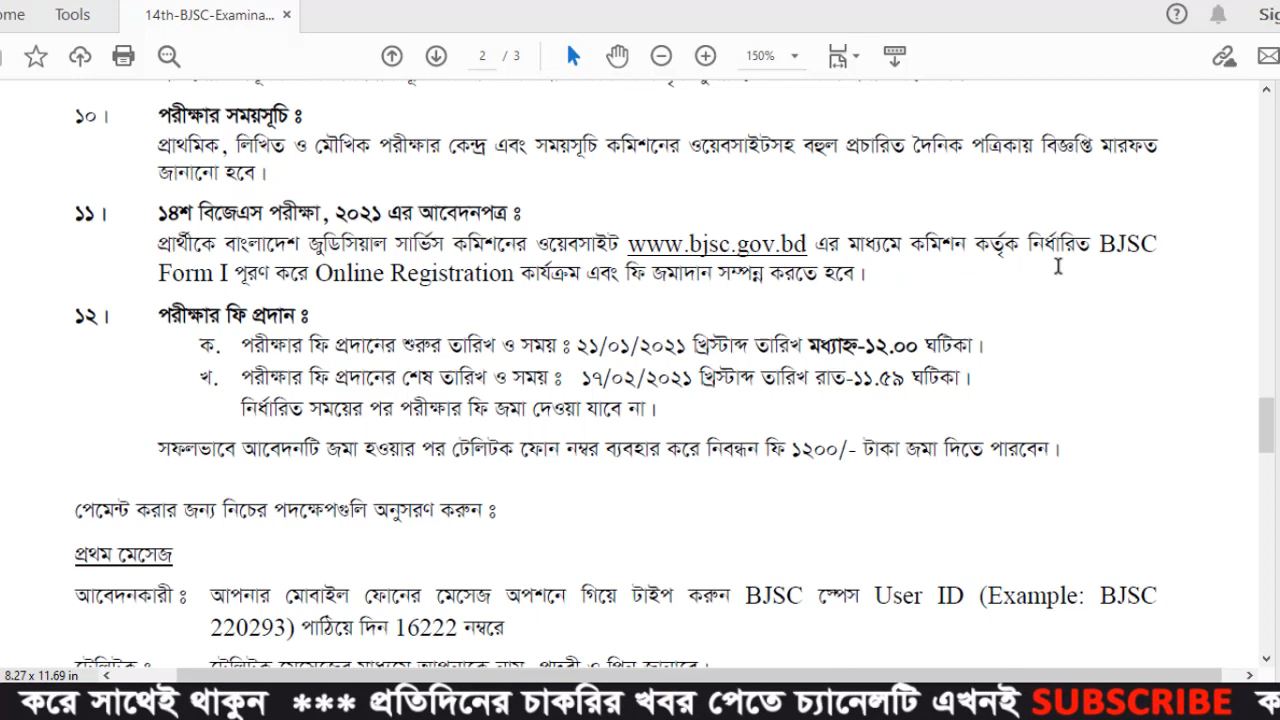 ome Tools 14th-BJSC-Examina... × Sig
2 / 3 150%
১০। পরীক্ষার সময়সূচি ঃ
প্রাথমিক, লিখিত ও মৌখিক পরীক্ষার কেন্দ্র এবং সময়সূচি কমিশনের ওয়েবসাইটসহ বহুল প্রচারিত দৈনিক পত্রিকায় বিজ্ঞপ্তি মারফত
জানানো হবে।
১১। ১৪শ বিজেএস পরীক্ষা, ২০২১ এর আবেদনপত্র ঃ
প্রার্থীকে বাংলাদেশ জুডিসিয়াল সার্ভিস কমিশনের ওয়েবসাইট www.bjsc.gov.bd এর মাধ্যমে কমিশন কর্তৃক নির্ধারিত BJSC
Form I পূরণ করে Online Registration কার্যক্রম এবং ফি জমাদান সম্পন্ন করতে হবে।
১২। পরীক্ষার ফি প্রদান ঃ
ক. পরীক্ষার ফি প্রদানের শুরুর তারিখ ও সময় ঃ ২১/০১/২০২১ খ্রিস্টাব্দ তারিখ মধ্যাহ্ন-১২.০০ ঘটিকা।
খ. পরীক্ষার ফি প্রদানের শেষ তারিখ ও সময় ঃ ১৭/০২/২০২১ খ্রিস্টাব্দ তারিখ রাত-১১.৫৯ ঘটিকা।
নির্ধারিত সময়ের পর পরীক্ষার ফি জমা দেওয়া যাবে না।
সফলভাবে আবেদনটি জমা হওয়ার পর টেলিটক ফোন নম্বর ব্যবহার করে নিবন্ধন ফি ১২০০/- টাকা জমা দিতে পারবেন।
পেমেন্ট করার জন্য নিচের পদক্ষেপগুলি অনুসরণ করুন ঃ
প্রথম মেসেজ
আবেদনকারী ঃ আপনার মোবাইল ফোনের মেসেজ অপশনে গিয়ে টাইপ করুন BJSC স্পেস User ID (Example: BJSC
220293) পাঠিয়ে দিন 16222 নম্বরে
টেলিটক ঃ টেলিটক মেসেজের মাধ্যমে আপনাকে নাম, পদবী ও পিন জানাবে।
8.27 x 11.69 in
করে সাথেই থাকুন *** প্রতিদিনের চাকরির খবর পেতে চ্যানেলটি এখনই SUBSCRIBE ক